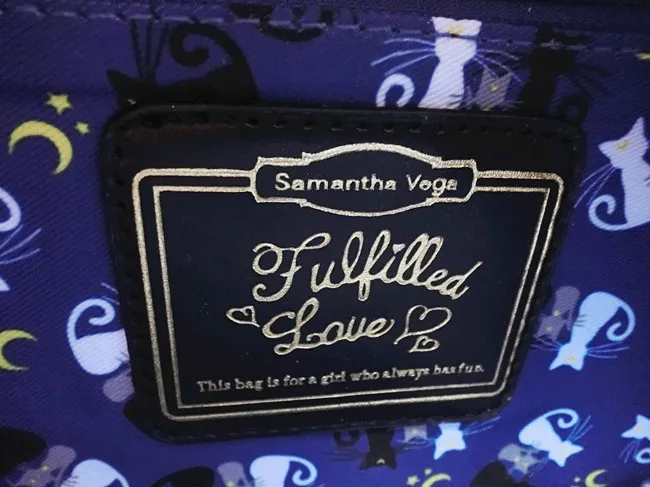 Samantha Vega
Fulfilled
Love
This bag is for a girl who always has fun.